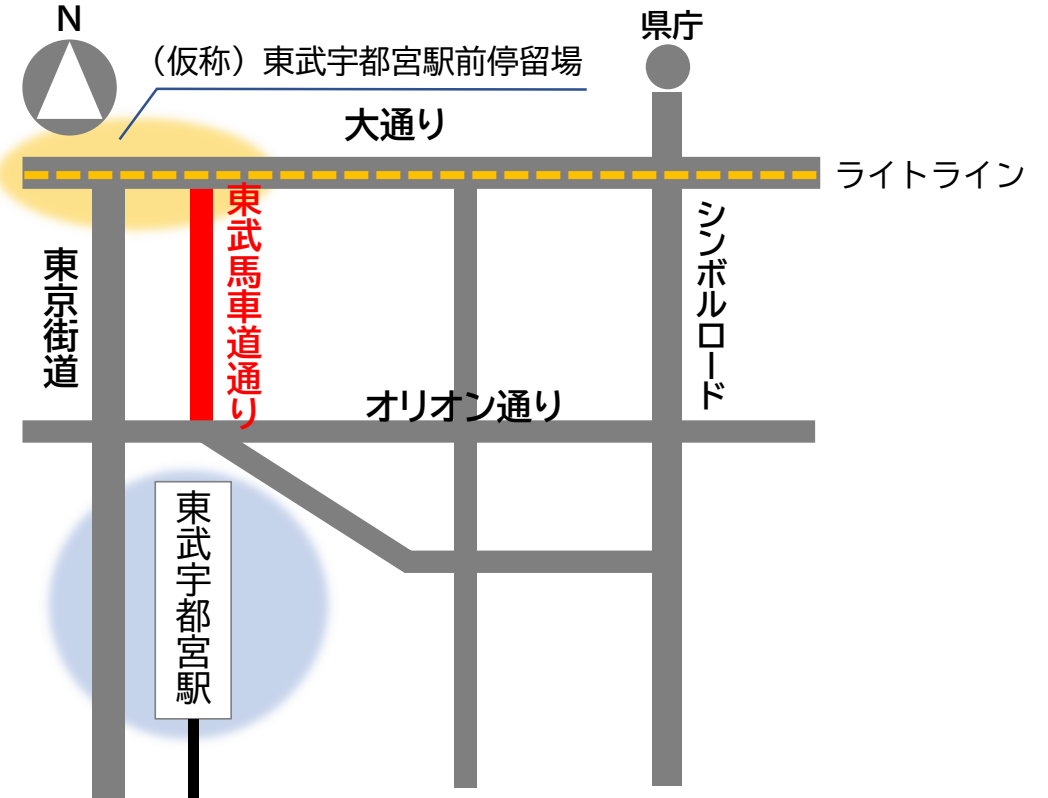 N
県庁
（仮称）東武宇都宮駅前停留場
大通り
ライトライン
東武馬車道通り
シンボルロード
東京街道
オリオン通り
東武宇都宮駅